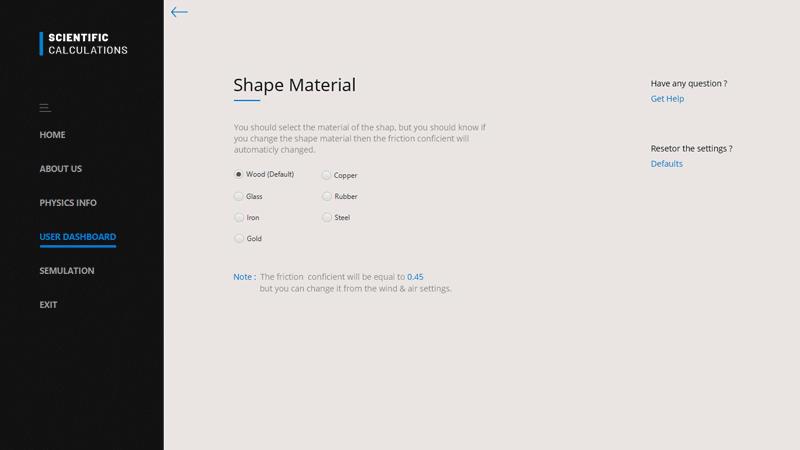 SCIENTIFIC
CALCULATIONS
HOME
ABOUT US
PHYSICS INFO
USER DASHBOARD
SEMULATION
EXIT
Shape Material
You should select the material of the shap, but you should know if
you change the shape material then the friction conficient will
automaticly changed.
Wood (Default)
Copper
Glass
Rubber
Iron
Steel
Gold
Note : The friction conficient will be equal to 0.45
but you can change it from the wind & air settings.
Have any question ?
Get Help
Resetor the settings ?
Defaults